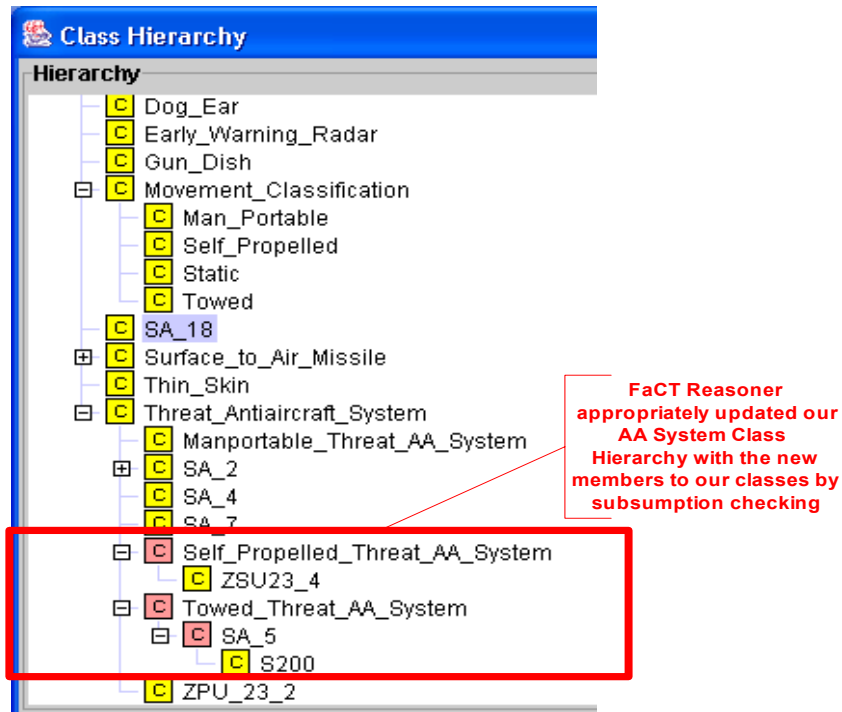 Class Hierarchy
Hierarchy
C Dog_Ear
C Early_Warning_Radar
C Gun_Dish
C Movement_Classification
C Man_Portable
C Self_Propelled
C Static
C Towed
C SA_18
C Surface_to_Air_Missile
C Thin_Skin
C Threat_Antiaircraft_System
C Manportable_Threat_AA_System
C SA_2
C SA_4
C SA_7
C Self_Propelled_Threat_AA_System
C ZSU23_4
C Towed_Threat_AA_System
C SA_5
C S200
C ZPU_23_2
FaCT Reasoner
appropriately updated our
AA System Class
Hierarchy with the new
members to our classes by
subsumption checking